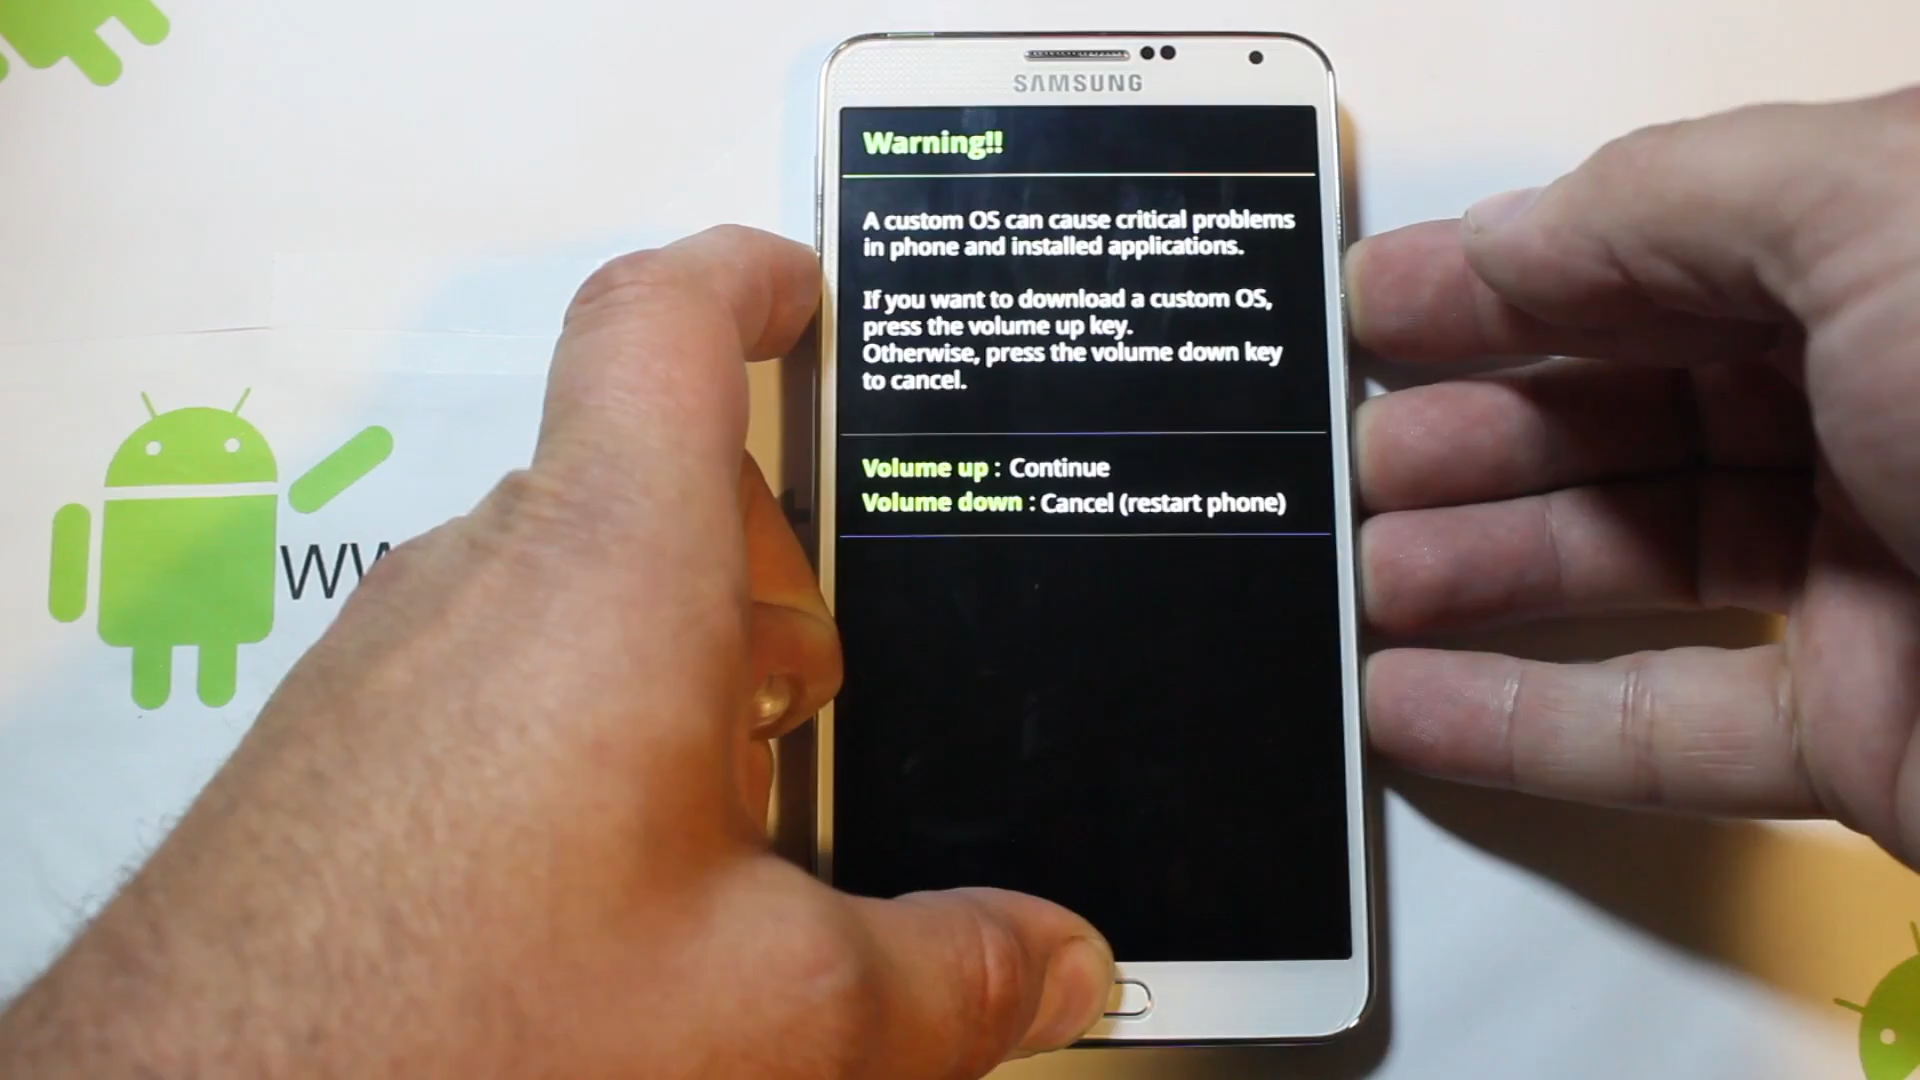 SAMSUNG
Warning!!
A custom OS can cause critical problems
in phone and installed applications.
If you want to download a custom OS,
press the volume up key.
Otherwise, press the volume down key
to cancel.
Volume up : Continue
Volume down : Cancel (restart phone)